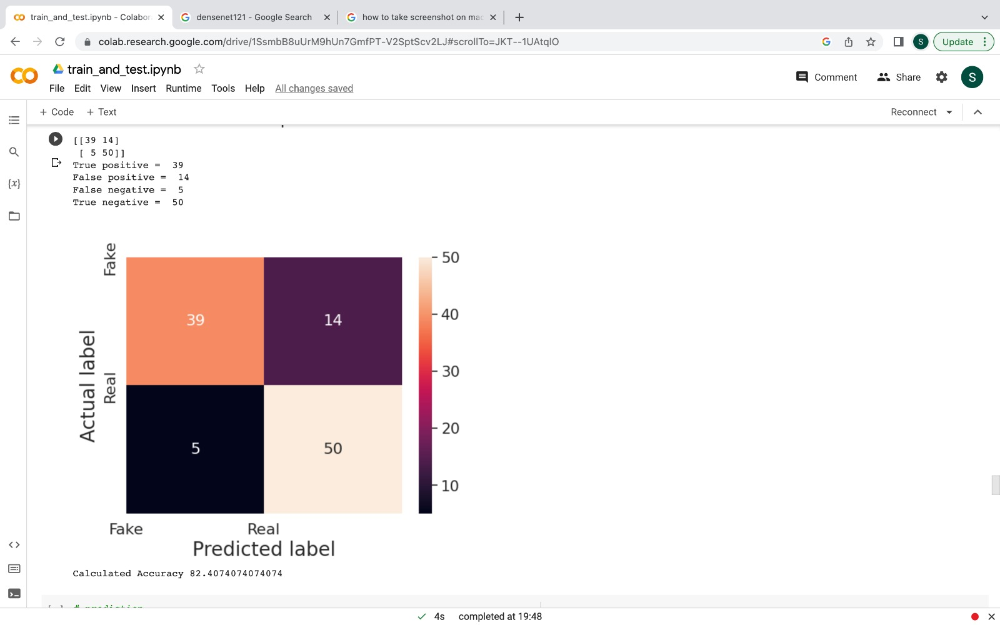 train_and_test.ipynb - Colabor
densenet121 - Google Search
how to take screenshot on mac
colab.research.google.com/drive/1SsmbB8uUrM9hUn7GmfPT-V2SptScv2LJ#scrollTo=JKT--1UAtqlO
S
Update
train_and_test.ipynb
File Edit View Insert Runtime Tools Help All changes saved
Comment
Share
S
+ Code + Text
Reconnect
{x}
[[39 14]
[ 5 50]]
True positive = 39
False positive = 14
False negative = 5
True negative = 50
Fake
Real
Actual label
39
14
5
50
Fake
Real
Predicted label
50
40
30
20
10
Calculated Accuracy 82.4074074074074
4s completed at 19:48